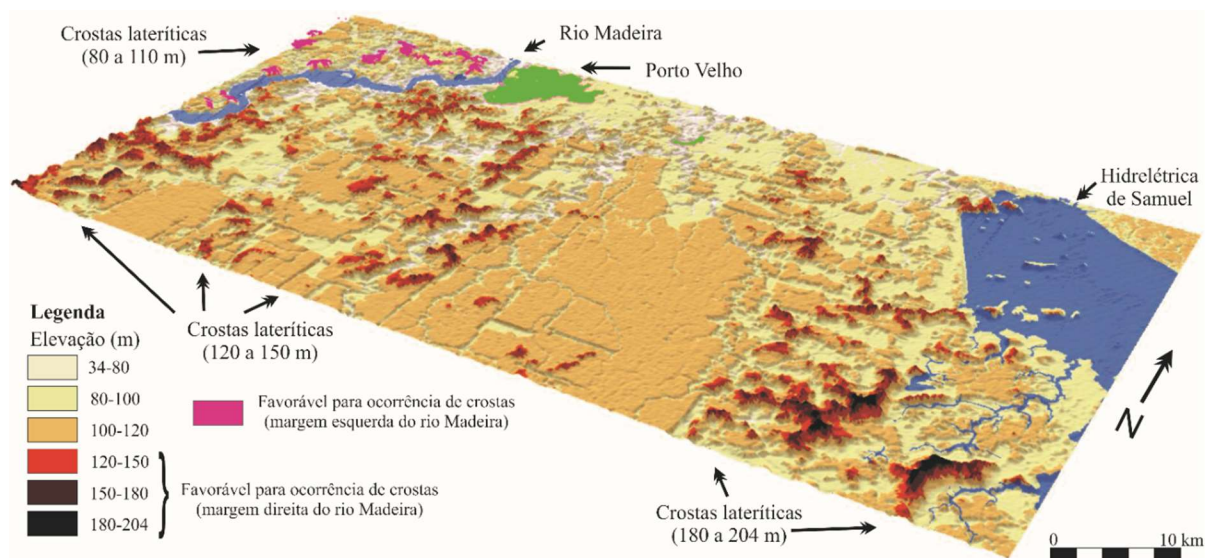 Crostas lateríticas
(80 a 110 m)
Rio Madeira
Porto Velho
Hidrelétrica
de Samuel
Crostas lateríticas
(120 a 150 m)
Legenda
Elevação (m)
34-80
80-100
100-120
120-150
150-180
180-204
Favorável para ocorrência de crostas
(margem esquerda do rio Madeira)
Favorável para ocorrência de crostas
(margem direita do rio Madeira)
Crostas lateríticas
(180 a 204 m)
N
0 10 km